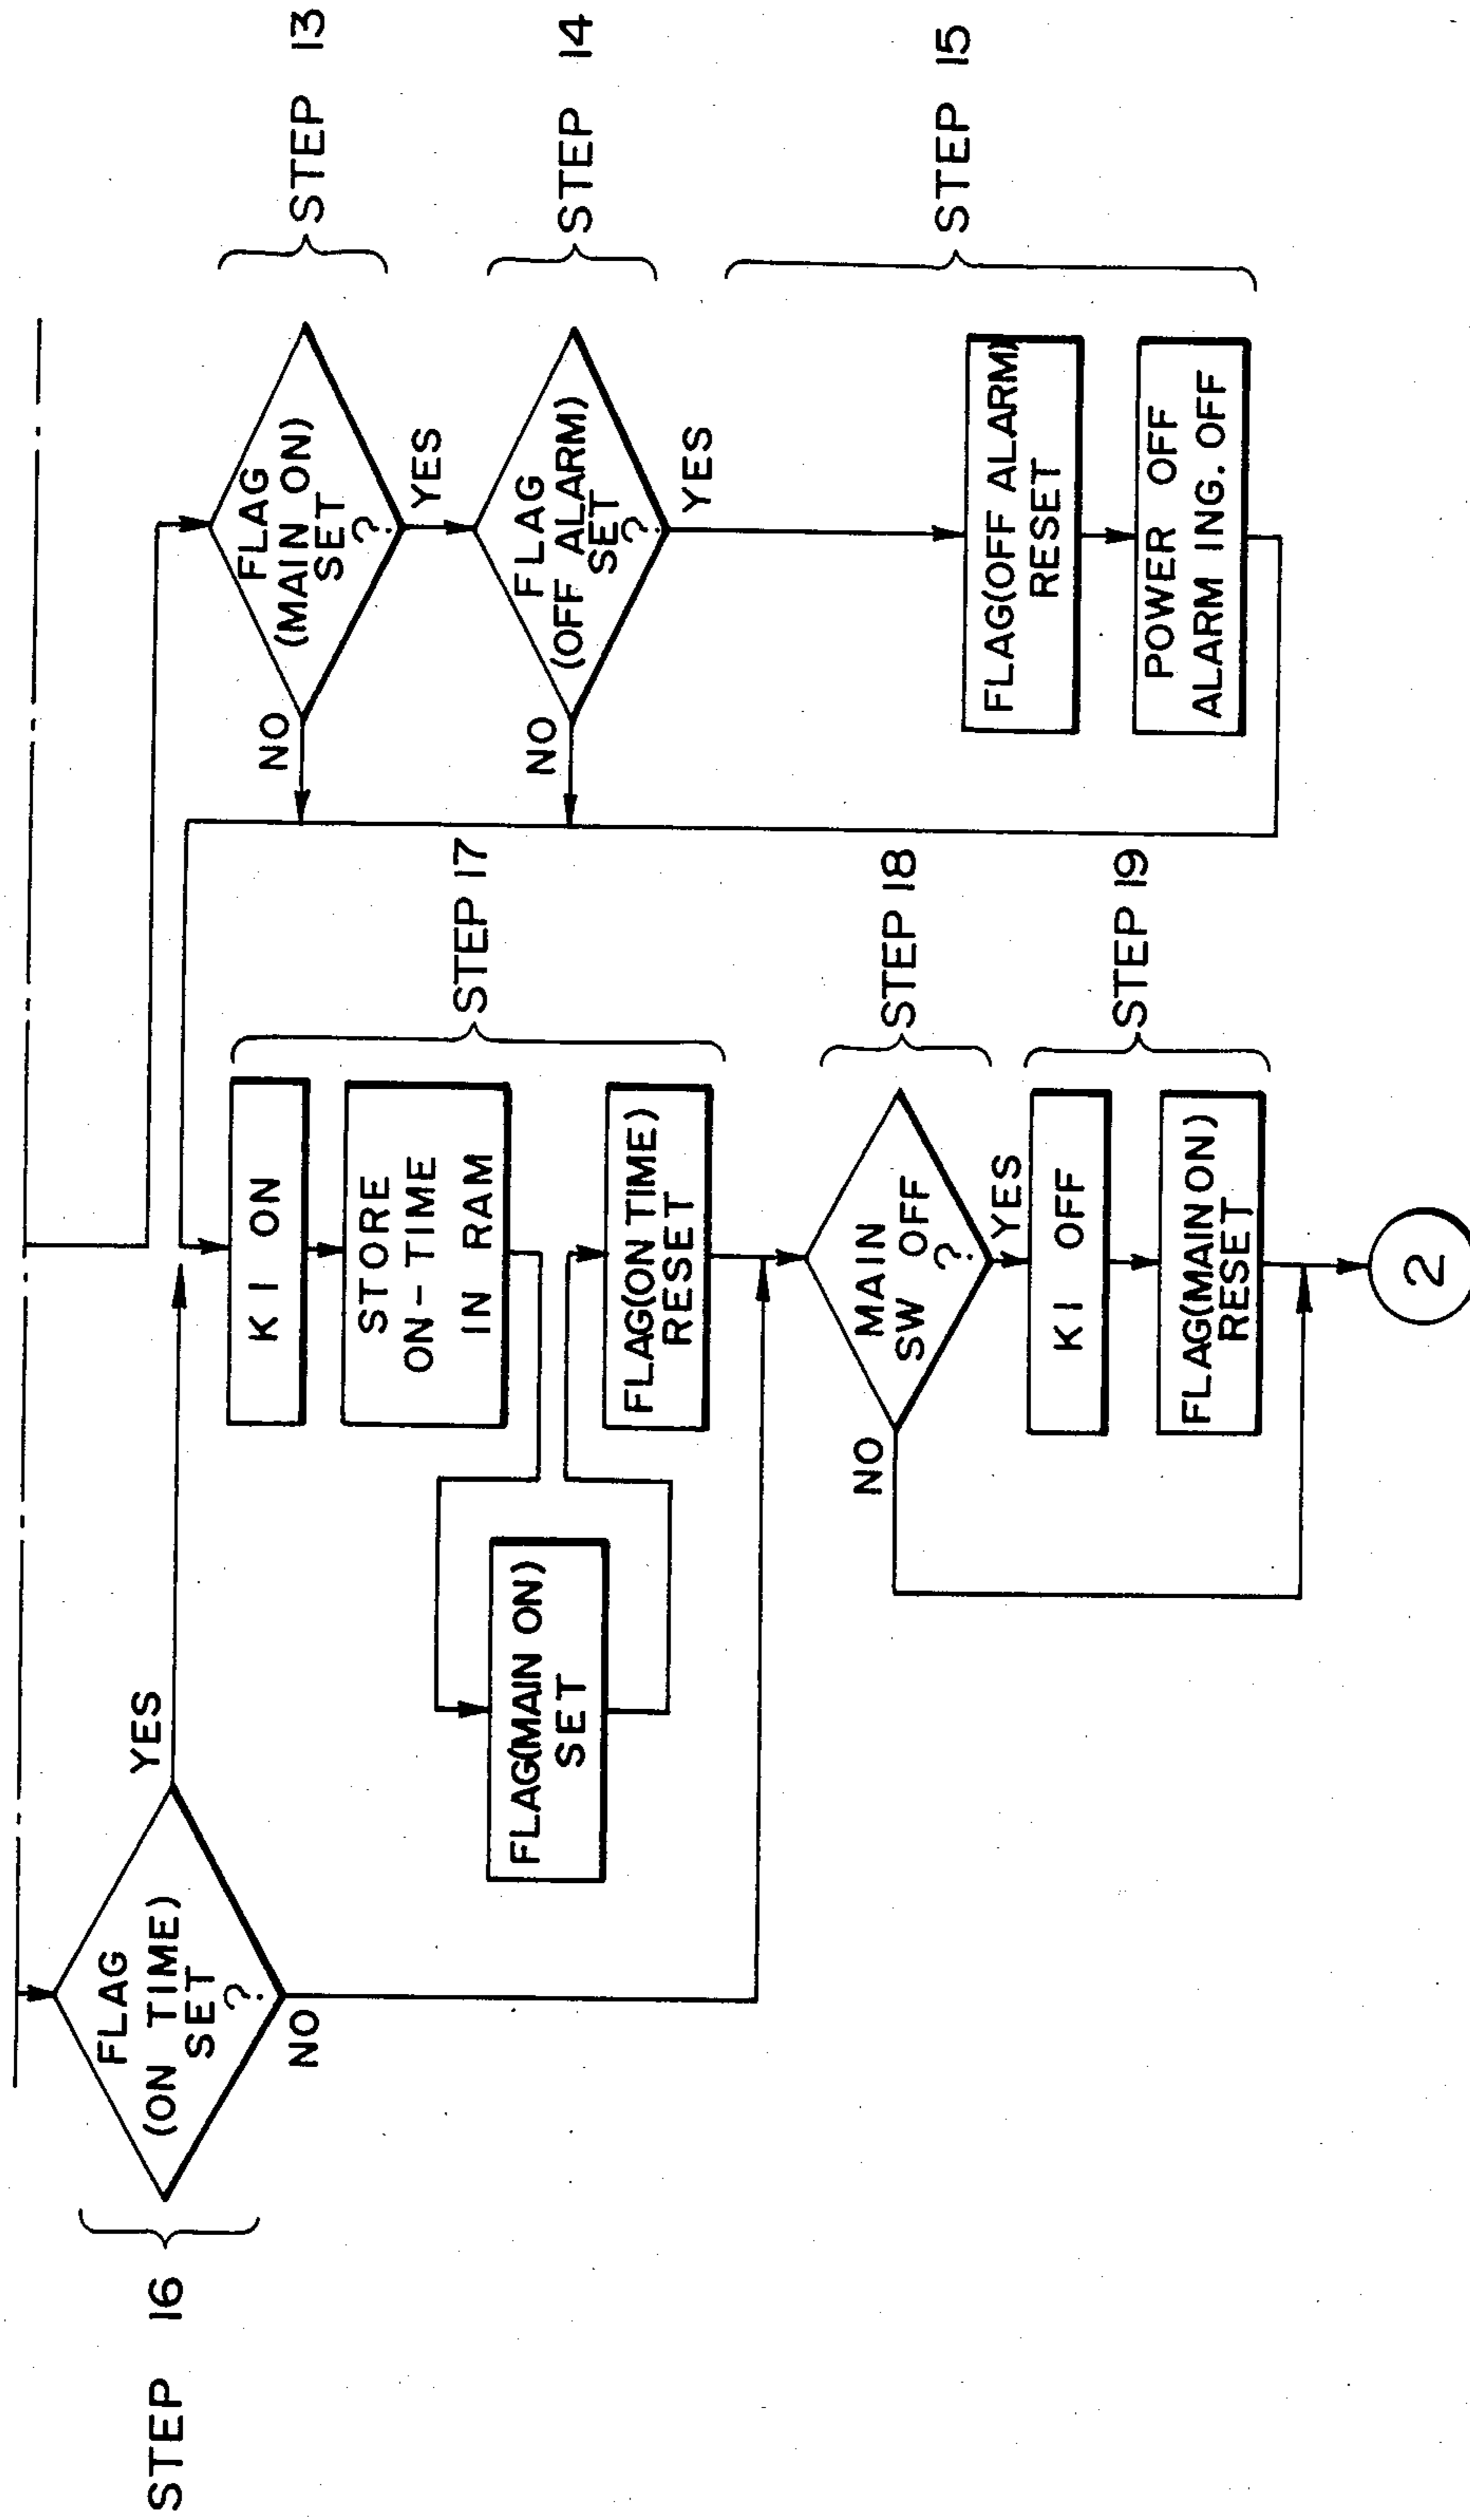 STEP 16
FLAG
(ON TIME)
SET
?
YES
NO
FLAG(MAIN ON)
SET
K I ON
STORE
ON-TIME
IN RAM
FLAG(ON TIME)
RESET
STEP 17
MAIN
SW OFF
?
NO
YES
STEP 18
K I OFF
FLAG(MAIN ON)
RESET
STEP 19
2
FLAG
(MAIN ON)
SET
?
NO
YES
STEP 13
FLAG
(OFF ALARM)
SET
?
NO
YES
STEP 14
FLAG(OFF ALARM)
RESET
POWER OFF
ALARM ING. OFF
STEP 15